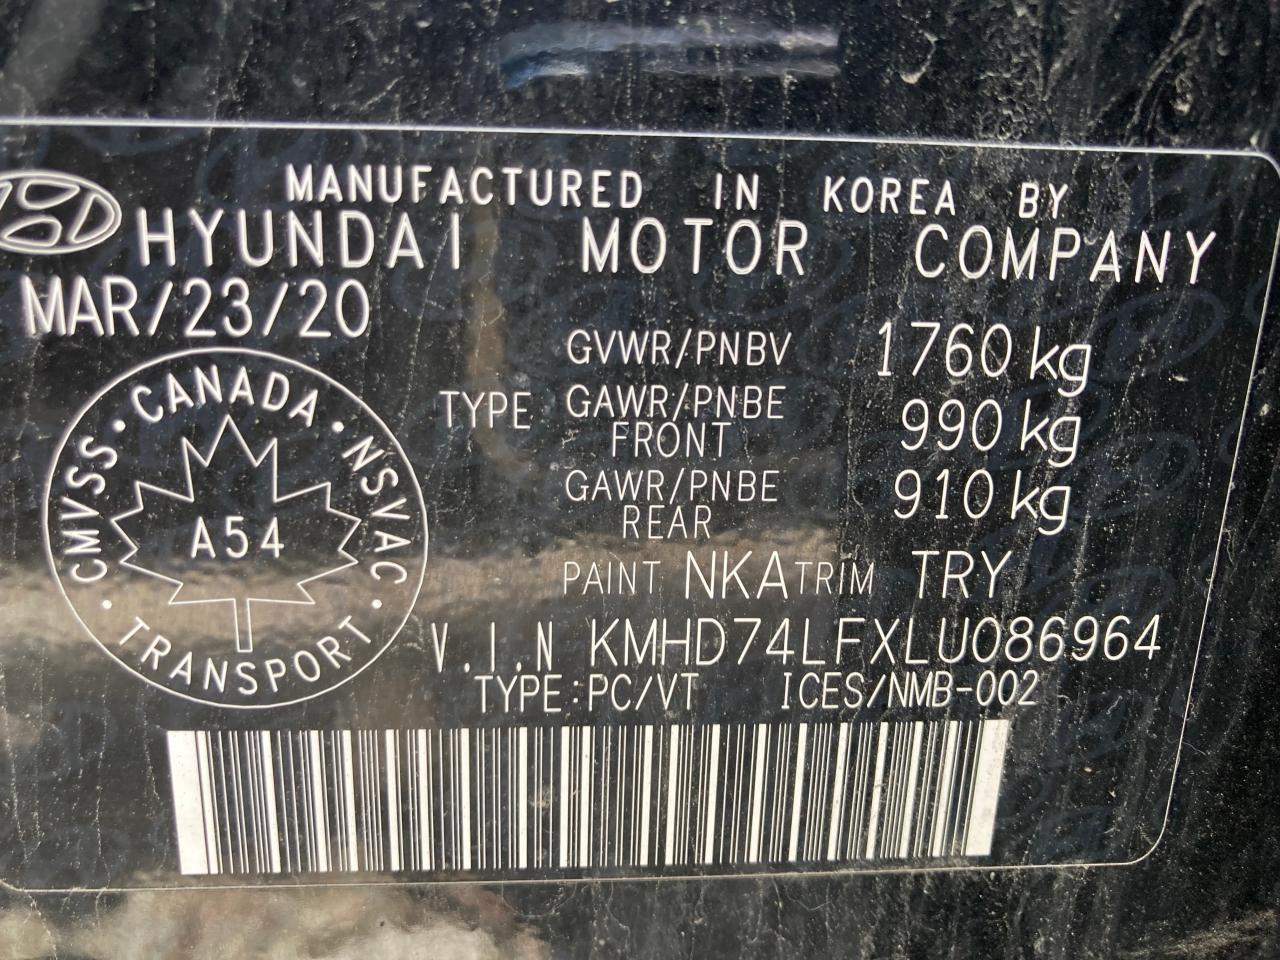 MANUFACTURED IN KOREA BY
HYUNDAI MOTOR COMPANY
MAR/23/20
GVWR/PNBV 1760 kg
TYPE GAWR/PNBE FRONT 990 kg
GAWR/PNBE REAR 910 kg
CANADA · NSVAC · TRANSPORT · CMVSS ·
A54
PAINT NKA TRIM TRY
V.I.N KMHD74LFXLU086964
TYPE:PC/VT ICES/NMB-002